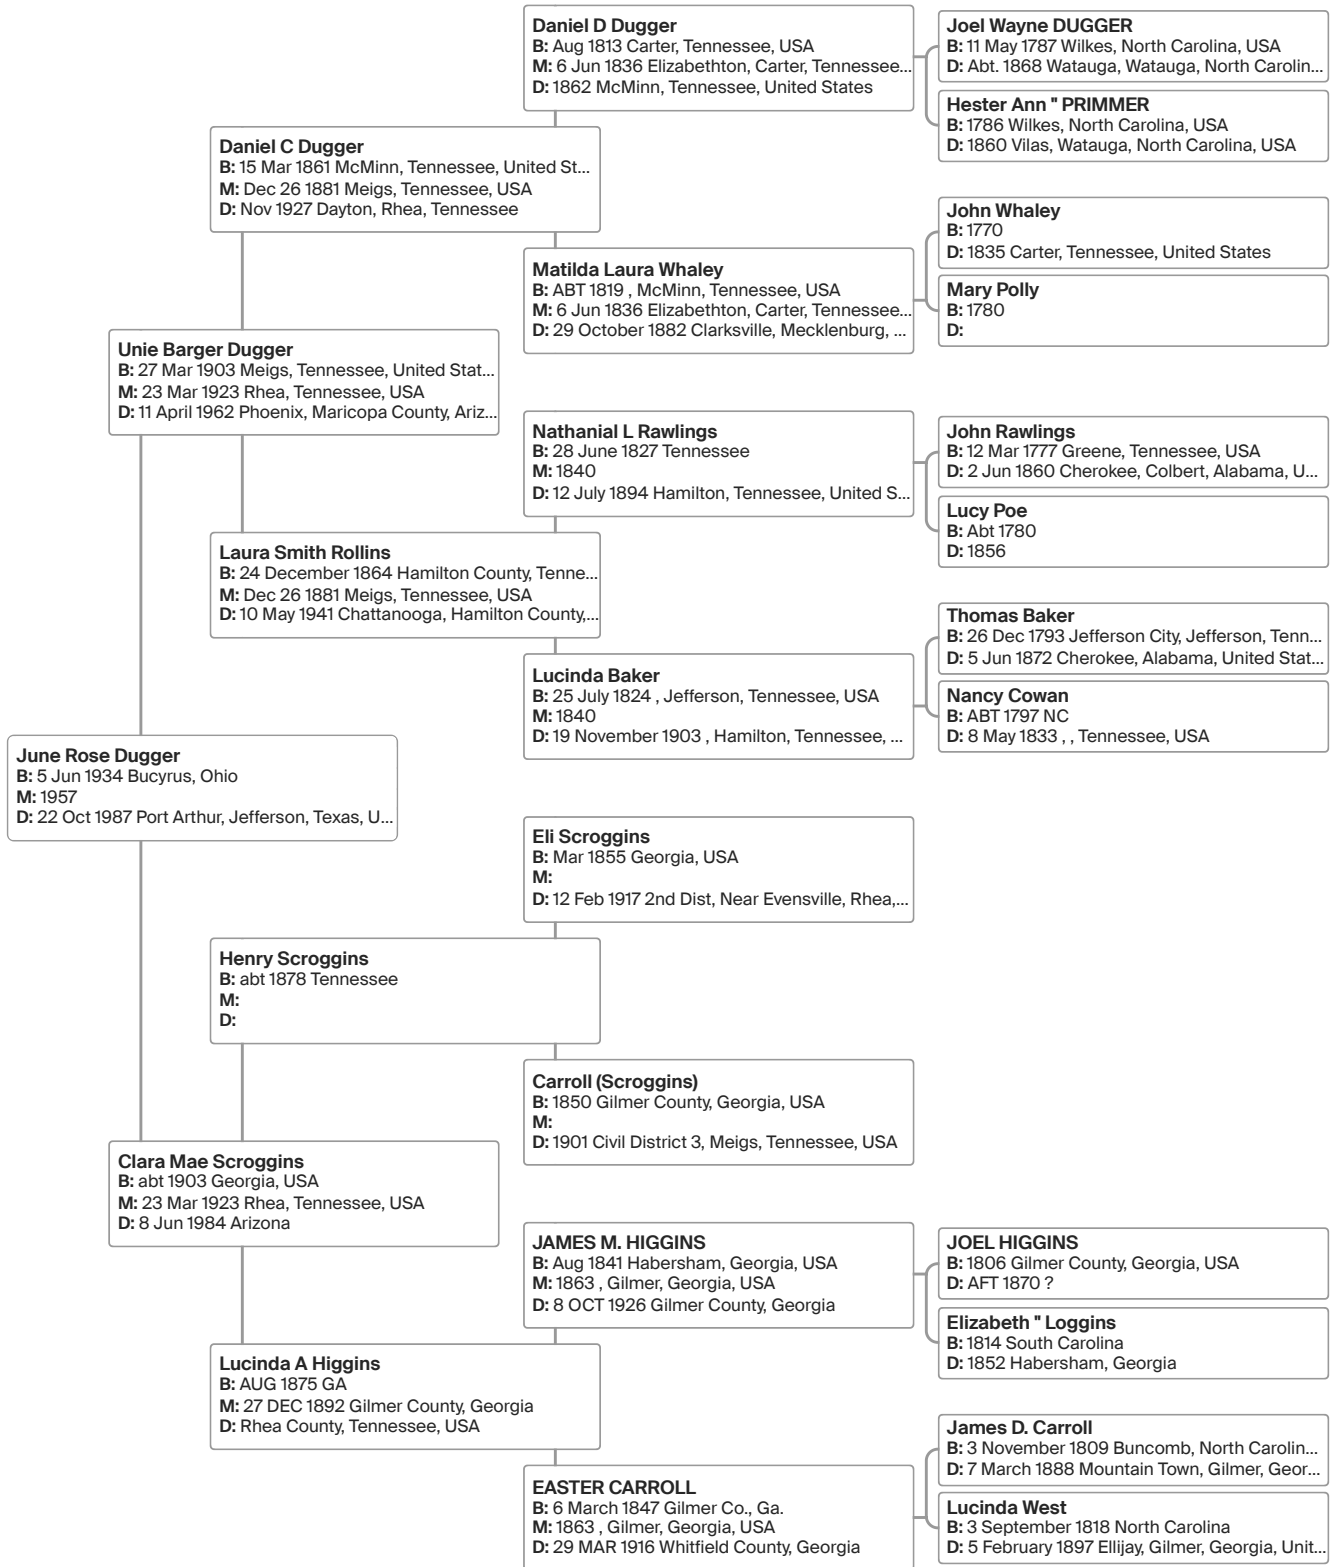 Daniel D Dugger
B: Aug 1813 Carter, Tennessee, USA
M: 6 Jun 1836 Elizabethton, Carter, Tennessee...
D: 1862 McMinn, Tennessee, United States
Joel Wayne DUGGER
B: 11 May 1787 Wilkes, North Carolina, USA
D: Abt. 1868 Watauga, Watauga, North Carolin...
Hester Ann " PRIMMER
B: 1786 Wilkes, North Carolina, USA
D: 1860 Vilas, Watauga, North Carolina, USA
Daniel C Dugger
B: 15 Mar 1861 McMinn, Tennessee, United St...
M: Dec 26 1881 Meigs, Tennessee, USA
D: Nov 1927 Dayton, Rhea, Tennessee
John Whaley
B: 1770
D: 1835 Carter, Tennessee, United States
Matilda Laura Whaley
B: ABT 1819 , McMinn, Tennessee, USA
M: 6 Jun 1836 Elizabethton, Carter, Tennessee...
D: 29 October 1882 Clarksville, Mecklenburg, ...
Mary Polly
B: 1780
D:
Unie Barger Dugger
B: 27 Mar 1903 Meigs, Tennessee, United Stat...
M: 23 Mar 1923 Rhea, Tennessee, USA
D: 11 April 1962 Phoenix, Maricopa County, Ariz...
Nathanial L Rawlings
B: 28 June 1827 Tennessee
M: 1840
D: 12 July 1894 Hamilton, Tennessee, United S...
John Rawlings
B: 12 Mar 1777 Greene, Tennessee, USA
D: 2 Jun 1860 Cherokee, Colbert, Alabama, U...
Lucy Poe
B: Abt 1780
D: 1856
Laura Smith Rollins
B: 24 December 1864 Hamilton County, Tenne...
M: Dec 26 1881 Meigs, Tennessee, USA
D: 10 May 1941 Chattanooga, Hamilton County,...
Thomas Baker
B: 26 Dec 1793 Jefferson City, Jefferson, Tenn...
D: 5 Jun 1872 Cherokee, Alabama, United Stat...
Lucinda Baker
B: 25 July 1824 , Jefferson, Tennessee, USA
M: 1840
D: 19 November 1903 , Hamilton, Tennessee, ...
Nancy Cowan
B: ABT 1797 NC
D: 8 May 1833 , , Tennessee, USA
June Rose Dugger
B: 5 Jun 1934 Bucyrus, Ohio
M: 1957
D: 22 Oct 1987 Port Arthur, Jefferson, Texas, U...
Eli Scroggins
B: Mar 1855 Georgia, USA
M:
D: 12 Feb 1917 2nd Dist, Near Evensville, Rhea,...
Henry Scroggins
B: abt 1878 Tennessee
M:
D:
Carroll (Scroggins)
B: 1850 Gilmer County, Georgia, USA
M:
D: 1901 Civil District 3, Meigs, Tennessee, USA
Clara Mae Scroggins
B: abt 1903 Georgia, USA
M: 23 Mar 1923 Rhea, Tennessee, USA
D: 8 Jun 1984 Arizona
JAMES M. HIGGINS
B: Aug 1841 Habersham, Georgia, USA
M: 1863 , Gilmer, Georgia, USA
D: 8 OCT 1926 Gilmer County, Georgia
JOEL HIGGINS
B: 1806 Gilmer County, Georgia, USA
D: AFT 1870 ?
Elizabeth " Loggins
B: 1814 South Carolina
D: 1852 Habersham, Georgia
Lucinda A Higgins
B: AUG 1875 GA
M: 27 DEC 1892 Gilmer County, Georgia
D: Rhea County, Tennessee, USA
James D. Carroll
B: 3 November 1809 Buncomb, North Carolin...
D: 7 March 1888 Mountain Town, Gilmer, Geor...
EASTER CARROLL
B: 6 March 1847 Gilmer Co., Ga.
M: 1863 , Gilmer, Georgia, USA
D: 29 MAR 1916 Whitfield County, Georgia
Lucinda West
B: 3 September 1818 North Carolina
D: 5 February 1897 Ellijay, Gilmer, Georgia, Unit...